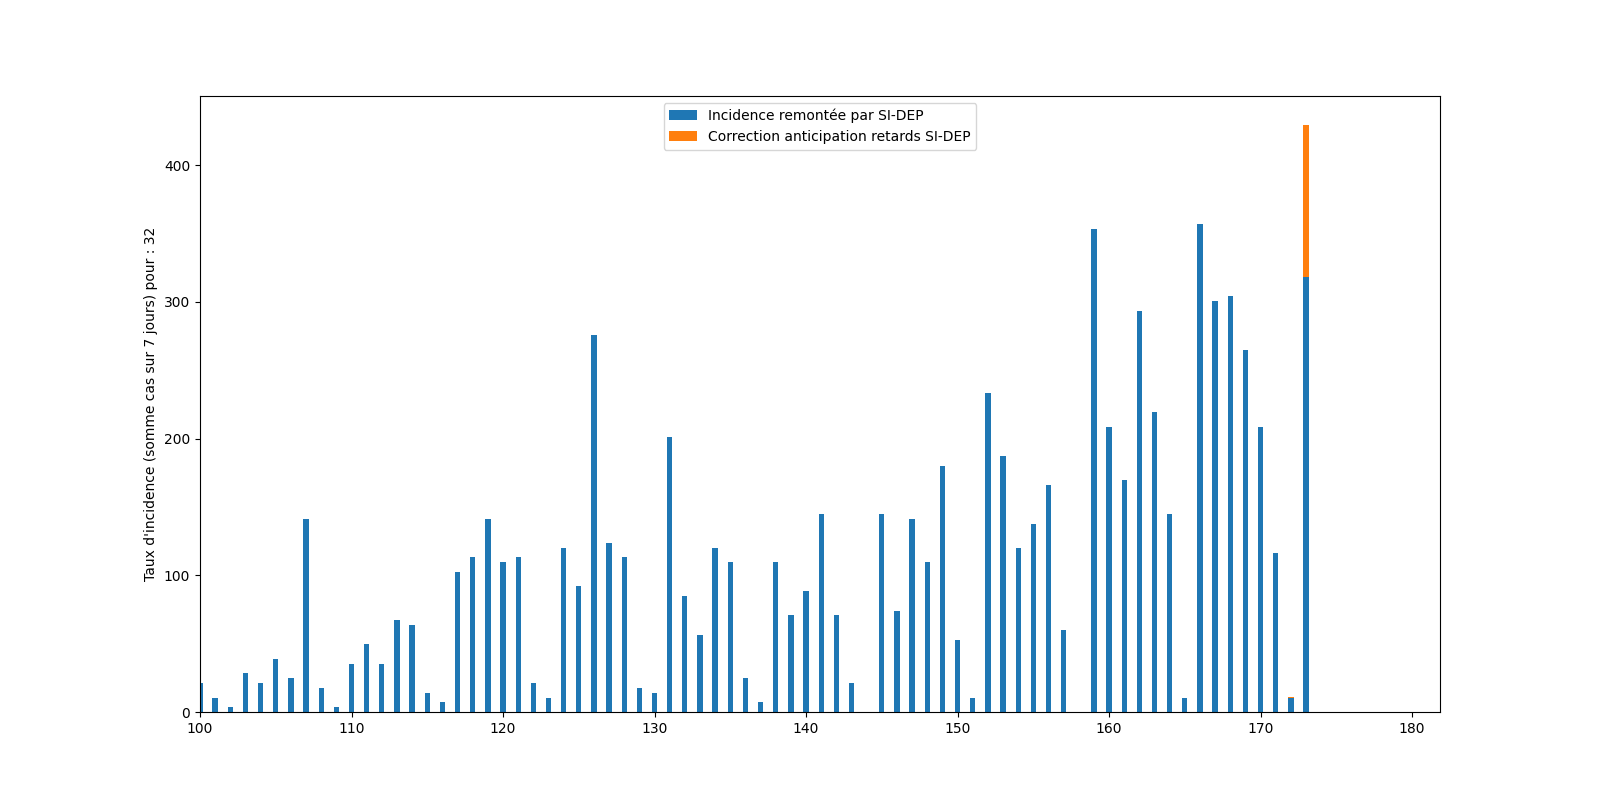 Incidence remontée par SI-DEP
Correction anticipation retards SI-DEP
Taux d'incidence (somme cas sur 7 jours) pour : 32
400
300
200
100
0
100 110 120 130 140 150 160 170 180